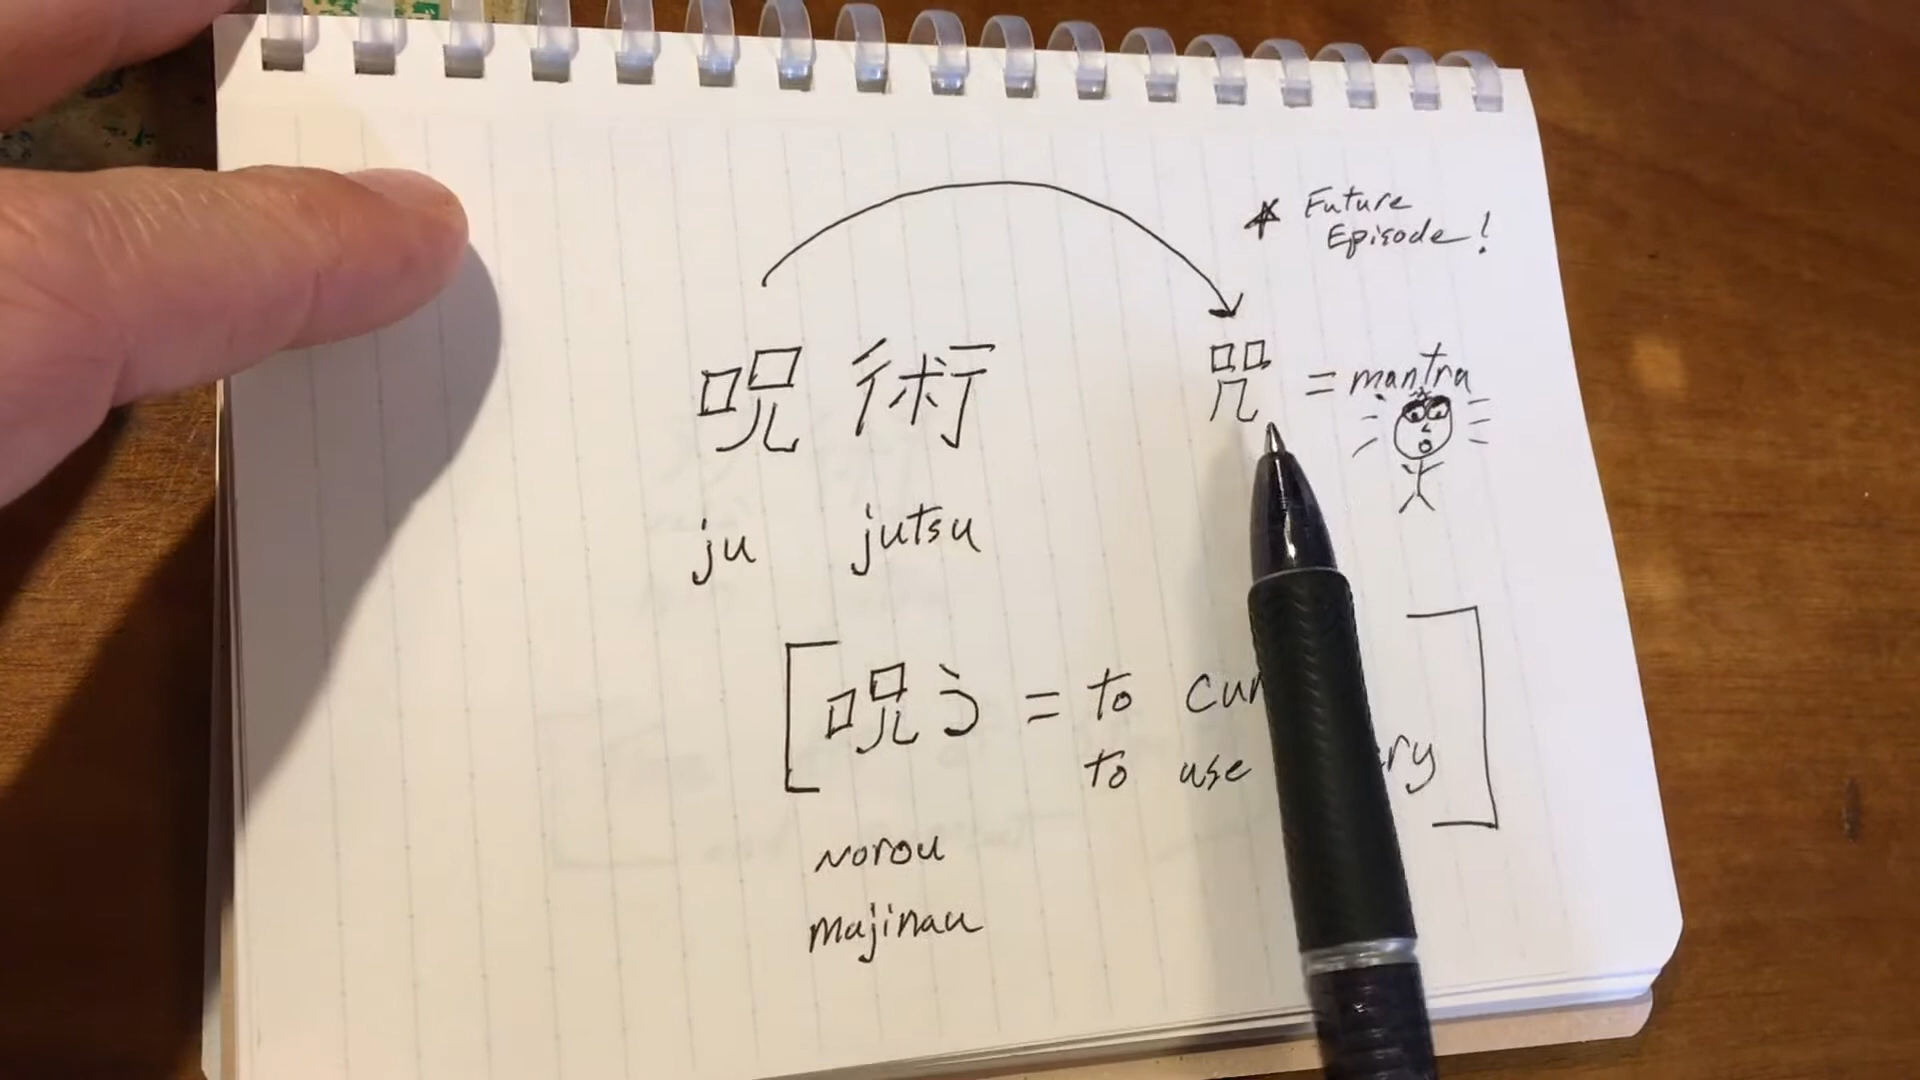 * Future
Episode!
呪術
咒 = mantra
ju jutsu
[呪う = to
to use
norou
majinau